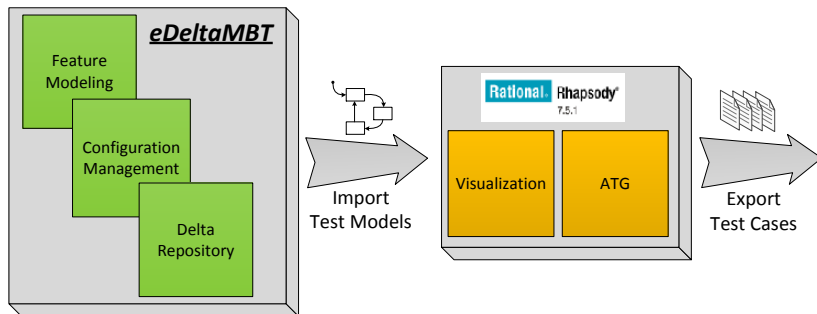 eDeltaMBT
Feature
Modeling
Configuration
Management
Delta
Repository
Import
Test Models
Rational. Rhapsody®
7.5.1
Visualization
ATG
Export
Test Cases